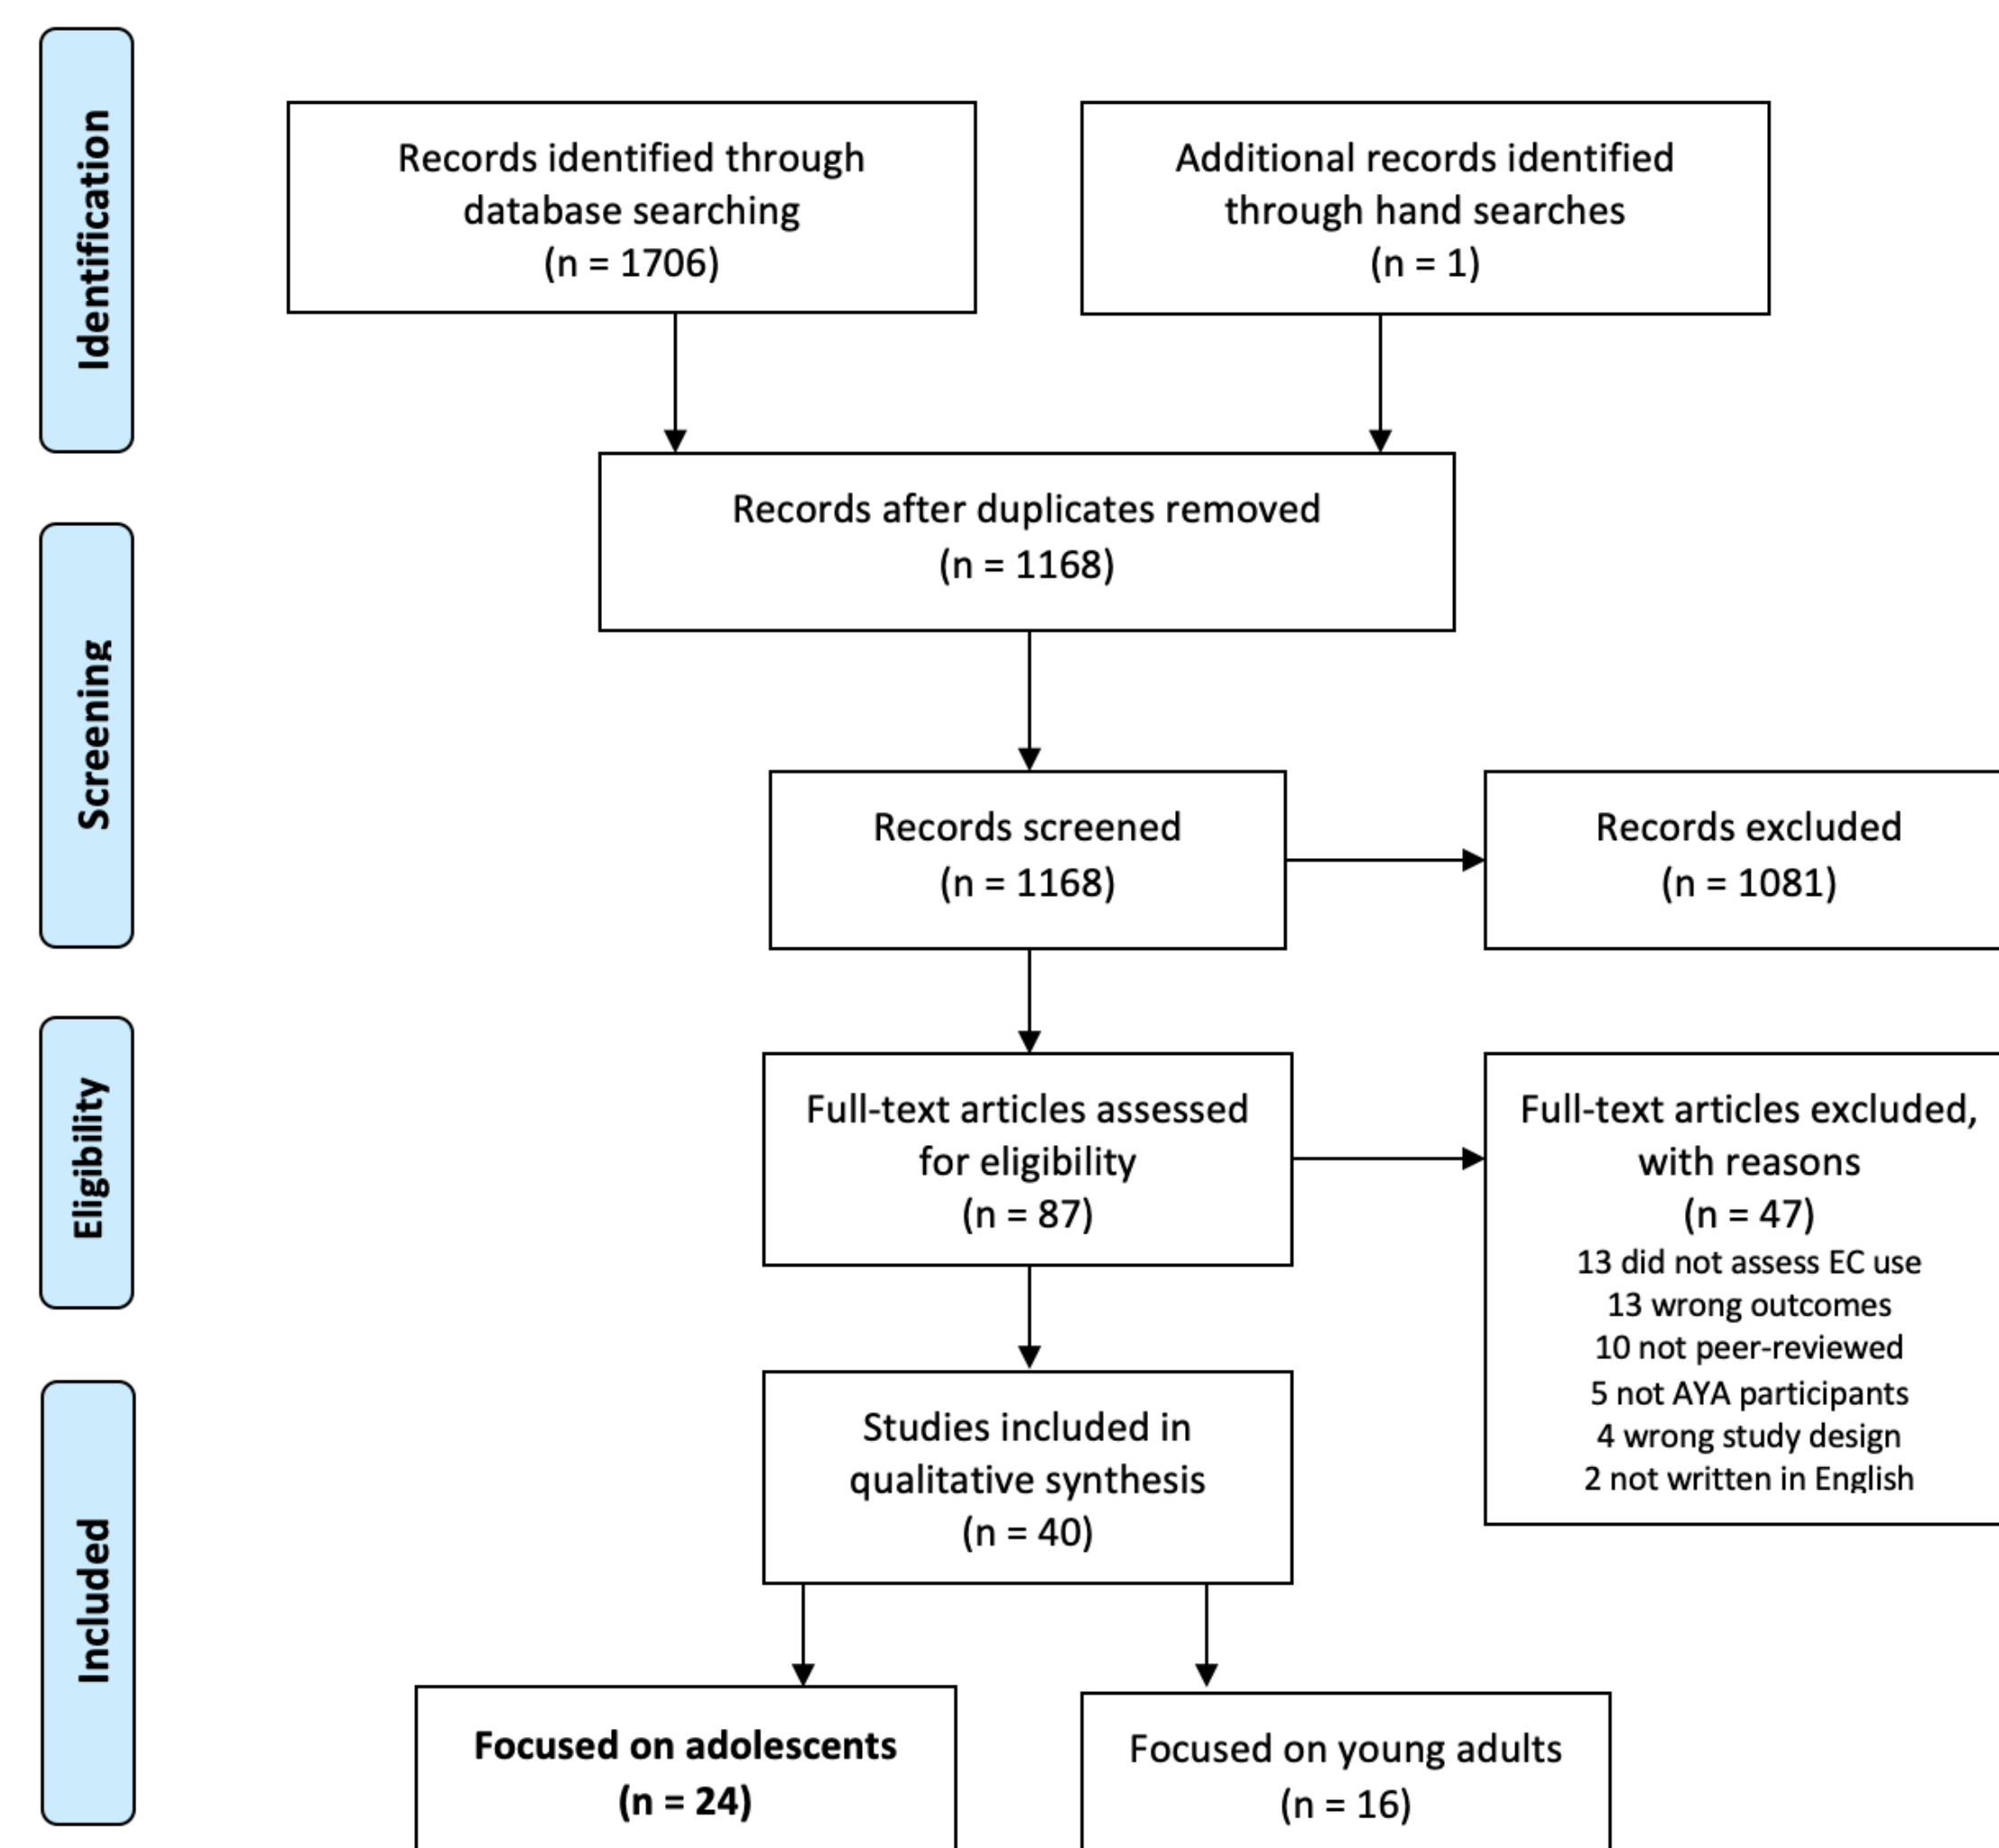 Identification
Records identified through
database searching
(n = 1706)
Additional records identified
through hand searches
(n = 1)
Records after duplicates removed
(n = 1168)
Screening
Records screened
(n = 1168)
Records excluded
(n = 1081)
Eligibility
Full-text articles assessed
for eligibility
(n = 87)
Full-text articles excluded,
with reasons
(n = 47)
13 did not assess EC use
13 wrong outcomes
10 not peer-reviewed
5 not AYA participants
4 wrong study design
2 not written in English
Included
Studies included in
qualitative synthesis
(n = 40)
Focused on adolescents
(n = 24)
Focused on young adults
(n = 16)